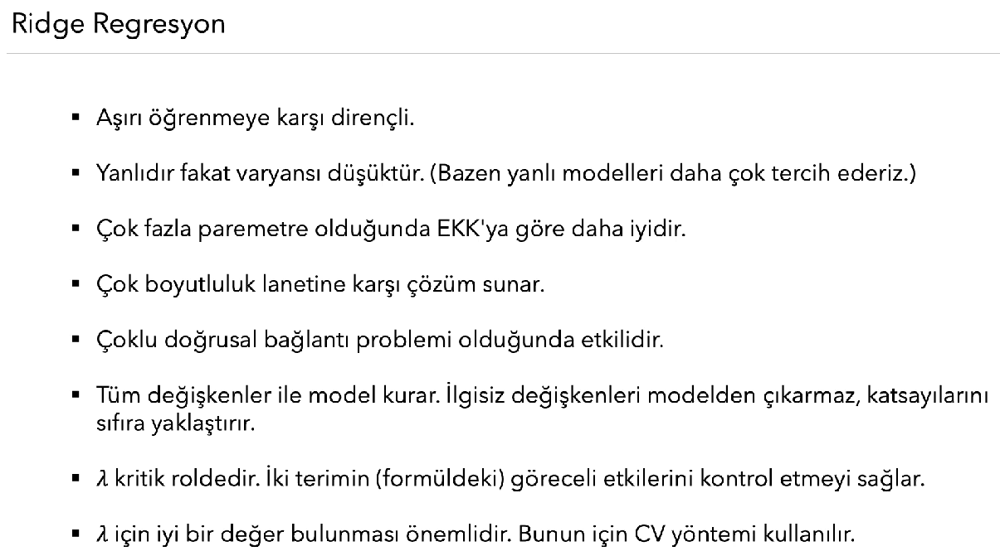 Ridge Regresyon
▪ Aşırı öğrenmeye karşı dirençli.
▪ Yanlıdır fakat varyansı düşüktür. (Bazen yanlı modelleri daha çok tercih ederiz.)
▪ Çok fazla paremetre olduğunda EKK'ya göre daha iyidir.
▪ Çok boyutluluk lanetine karşı çözüm sunar.
▪ Çoklu doğrusal bağlantı problemi olduğunda etkilidir.
▪ Tüm değişkenler ile model kurar. İlgisiz değişkenleri modelden çıkarmaz, katsayılarını
sıfıra yaklaştırır.
▪ λ kritik roldedir. İki terimin (formüldeki) göreceli etkilerini kontrol etmeyi sağlar.
▪ λ için iyi bir değer bulunması önemlidir. Bunun için CV yöntemi kullanılır.